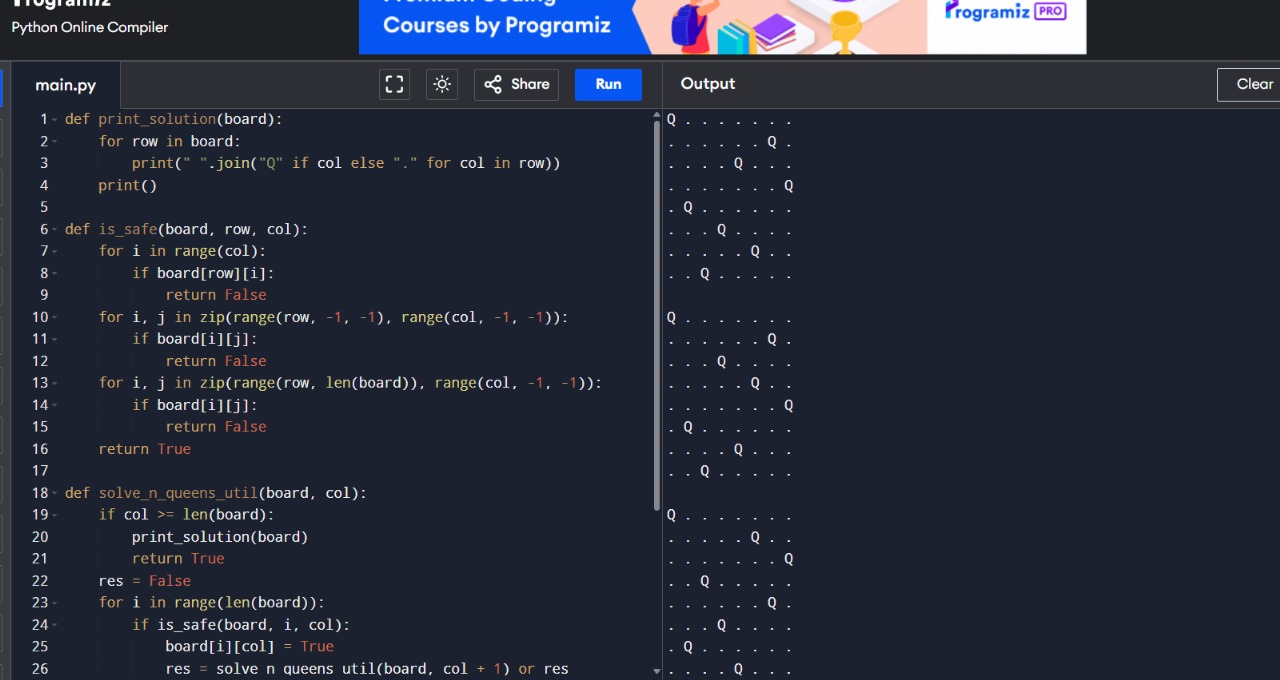 Programiz
Python Online Compiler
Premium Coding
Courses by Programiz
Programiz PRO
main.py
Share
Run
Output
Clear
1 def print_solution(board):
2     for row in board:
3         print(" ".join("Q" if col else "." for col in row))
4     print()
5
6 def is_safe(board, row, col):
7     for i in range(col):
8         if board[row][i]:
9             return False
10     for i, j in zip(range(row, -1, -1), range(col, -1, -1)):
11         if board[i][j]:
12             return False
13     for i, j in zip(range(row, len(board)), range(col, -1, -1)):
14         if board[i][j]:
15             return False
16     return True
17
18 def solve_n_queens_util(board, col):
19     if col >= len(board):
20         print_solution(board)
21         return True
22     res = False
23     for i in range(len(board)):
24         if is_safe(board, i, col):
25             board[i][col] = True
26             res = solve_n_queens_util(board, col + 1) or res
Q . . . . . . .
. . . . . . Q .
. . . . Q . . .
. . . . . . . Q
. Q . . . . . .
. . . Q . . . .
. . . . . Q . .
. . Q . . . . .
Q . . . . . . .
. . . . . . Q .
. . . Q . . . .
. . . . . Q . .
. . . . . . . Q
. Q . . . . . .
. . . . Q . . .
. . Q . . . . .
Q . . . . . . .
. . . . . Q . .
. . . . . . . Q
. . Q . . . . .
. . . . . . Q .
. . . Q . . . .
. Q . . . . . .
. . . . Q . . .